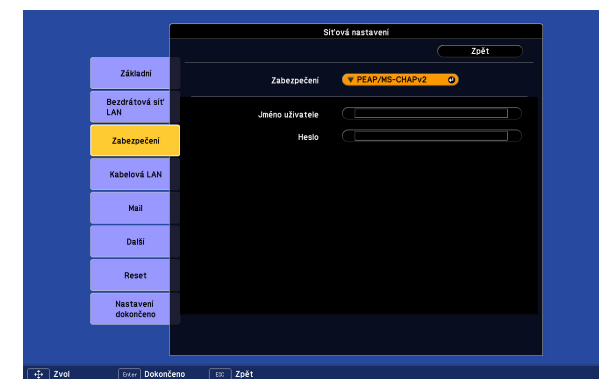 Síťová nastavení
Zpět
Základní
Zabezpečení
PEAP/MS-CHAPv2
Bezdrátová síť
LAN
Jméno uživatele
Zabezpečení
Heslo
Kabelová LAN
Mail
Další
Reset
Nastavení
dokončeno
Zvol
Enter Dokončeno
ESC Zpět